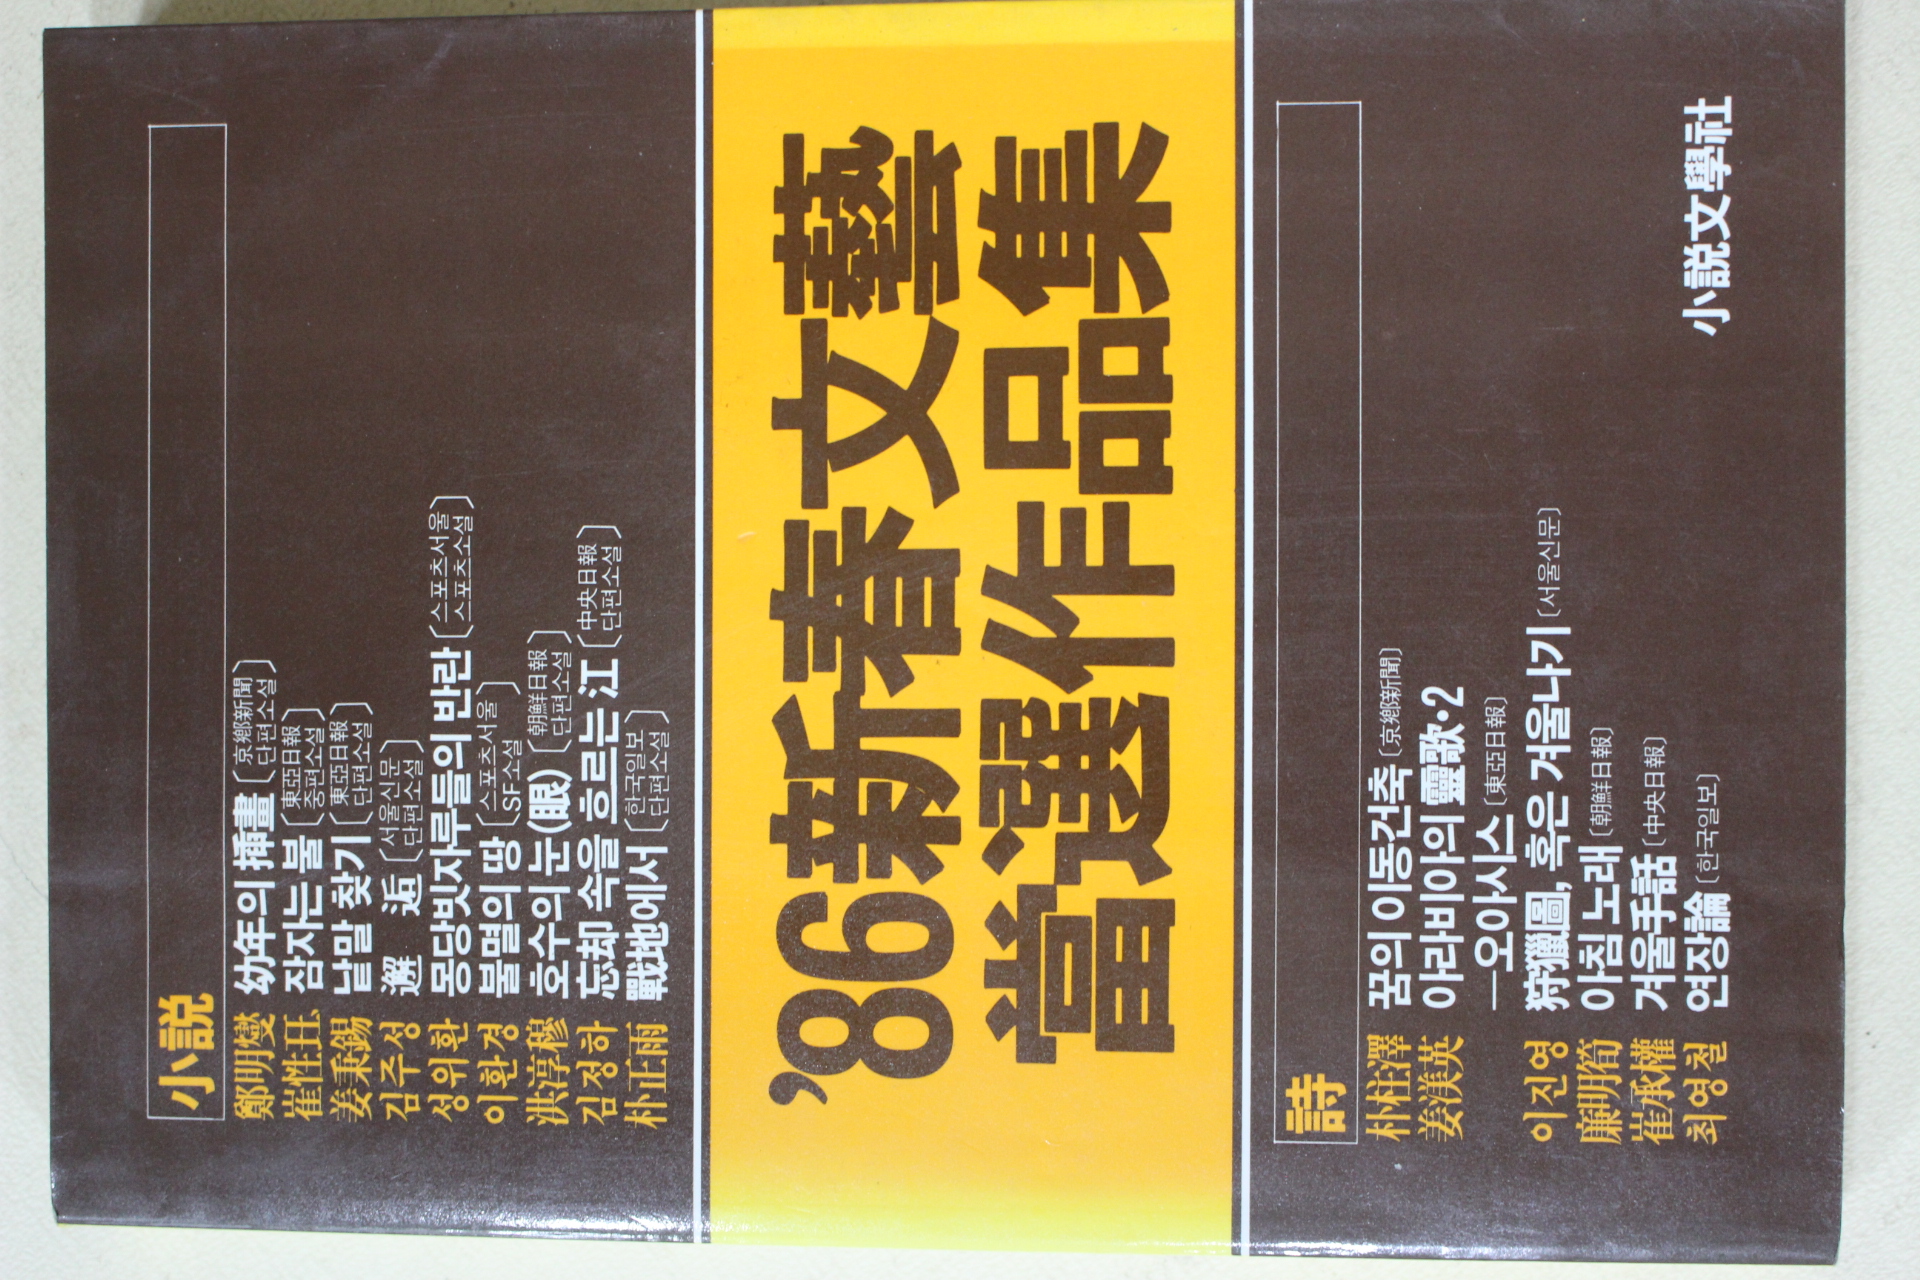 小説
鄭明燮 幼年의 挿畫 (京鄕新聞 단편소설)
崔性珏 잠자는 불 (東亞日報 중편소설)
姜秉錫 낱말 찾기 (東亞日報 단편소설)
김주성 解 逅 (서울신문 단편소설)
성위환 몽당빗자루들의 반란 (스포츠서울 스포츠소설)
이환경 불멸의 땅 (스포츠서울 SF소설)
洪淳穆 호수의 눈(眼) (朝鮮日報 단편소설)
김정하 忘却 속을 흐르는 江 (中央日報 단편소설)
朴正雨 戰地에서 (한국일보 단편소설)
'86新春文藝
當選作品集
詩
朴柱澤 꿈의 이동건축 (京鄕新聞)
姜渼英 아라비아의 靈歌•2
—오아시스 (東亞日報)
이진영 狩獵圖, 혹은 겨울나기 (서울신문)
廉明筍 아침 노래 (朝鮮日報)
崔承權 겨울手話 (中央日報)
최영철 연장論 (한국일보)
小説文學社